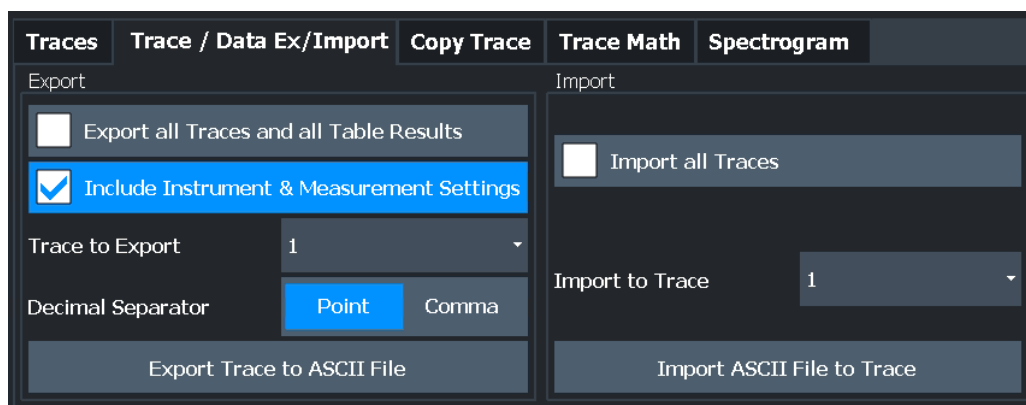 Traces Trace / Data Ex/Import Copy Trace Trace Math Spectrogram
Export
Export all Traces and all Table Results
Include Instrument & Measurement Settings
Trace to Export 1
Decimal Separator Point Comma
Export Trace to ASCII File
Import
Import all Traces
Import to Trace 1
Import ASCII File to Trace